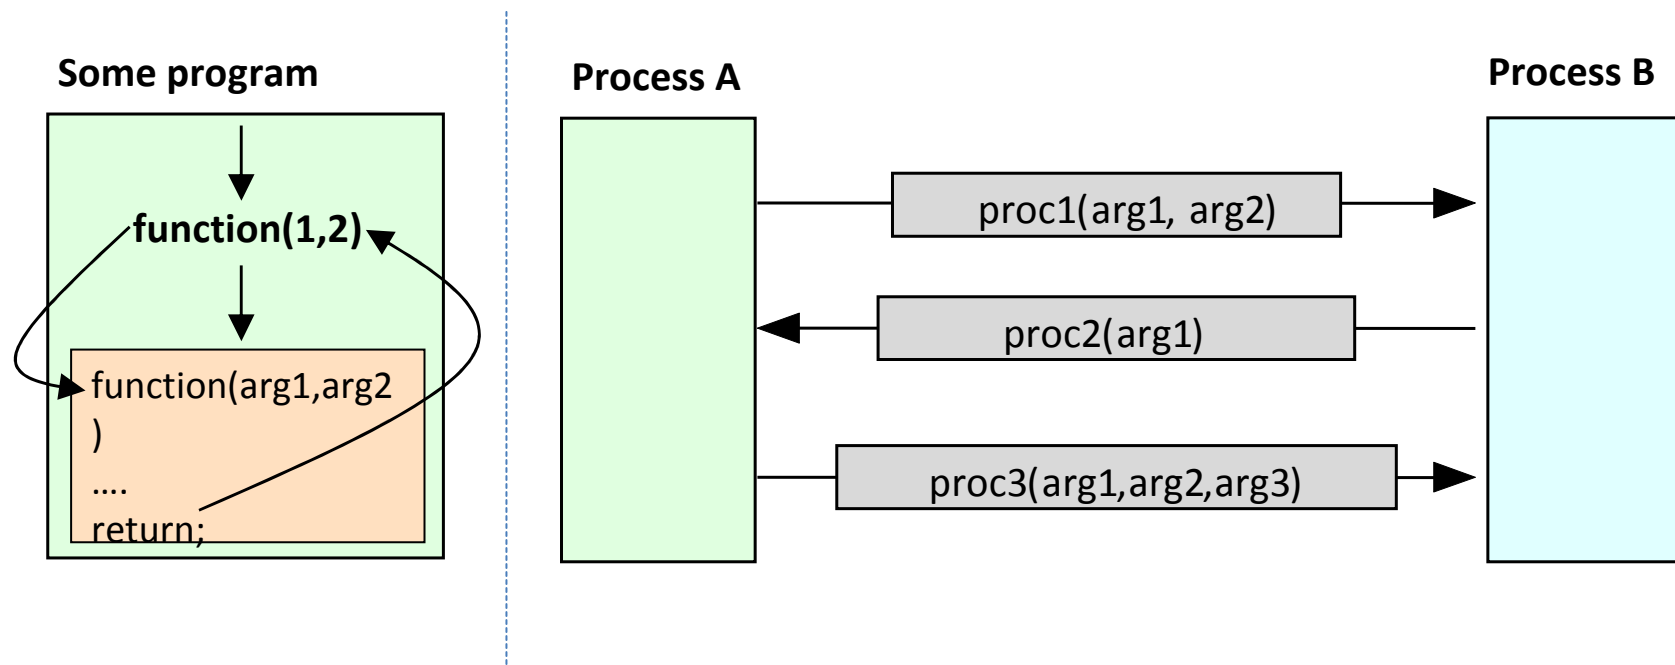 Some program
function(1,2)
function(arg1,arg2
)
....
return;
Process A
Process B
proc1(arg1, arg2)
proc2(arg1)
proc3(arg1,arg2,arg3)